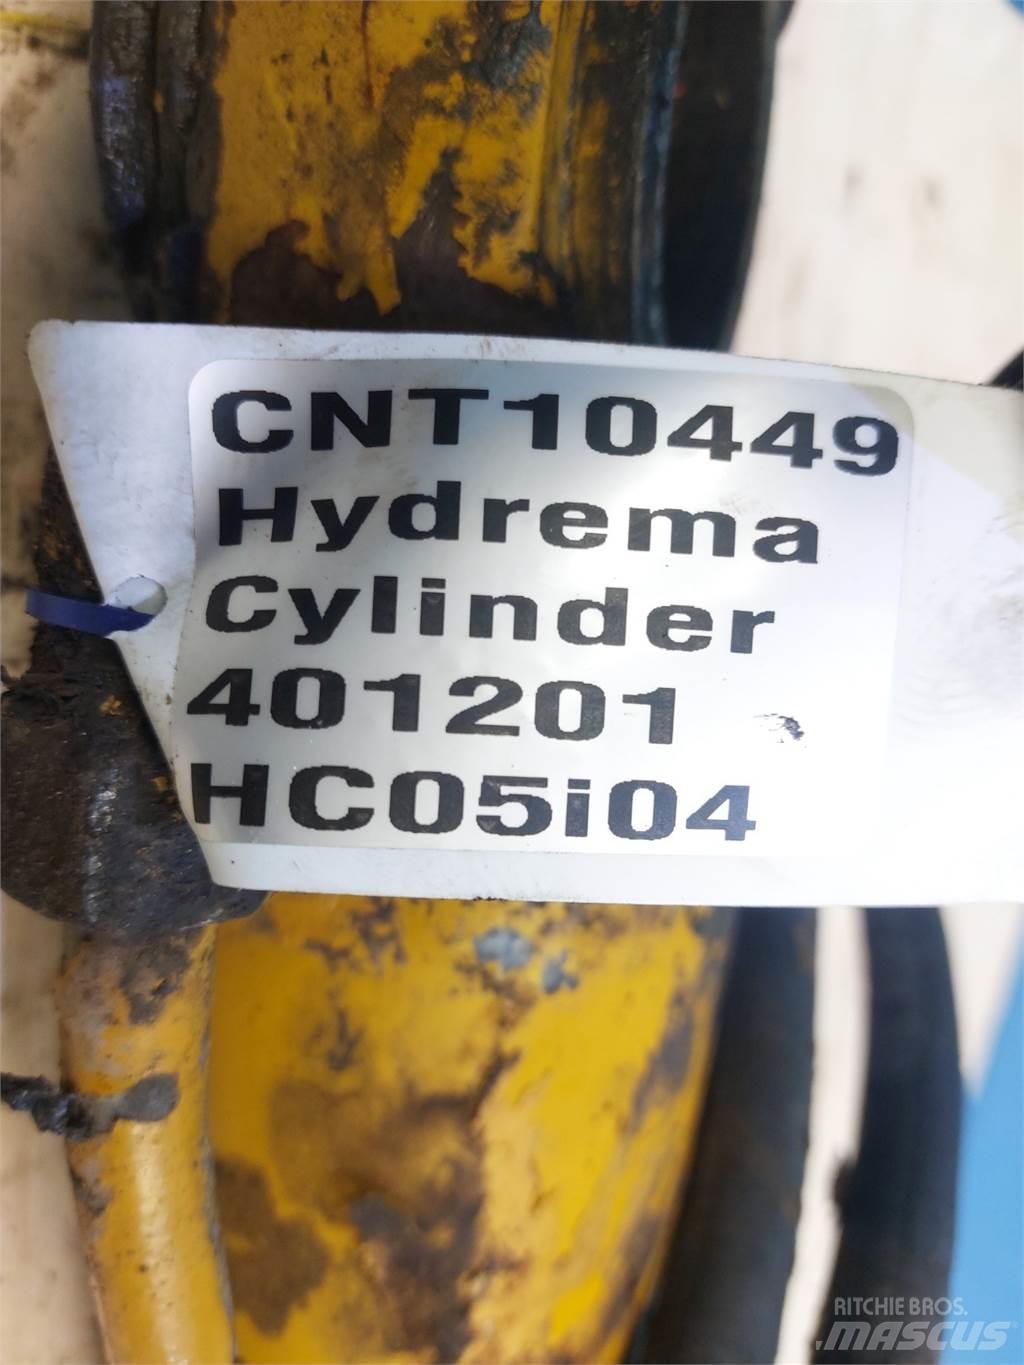 CNT10449
Hydrema
Cylinder
401201
HC05i04
RITCHIE BROS.
MASCUS